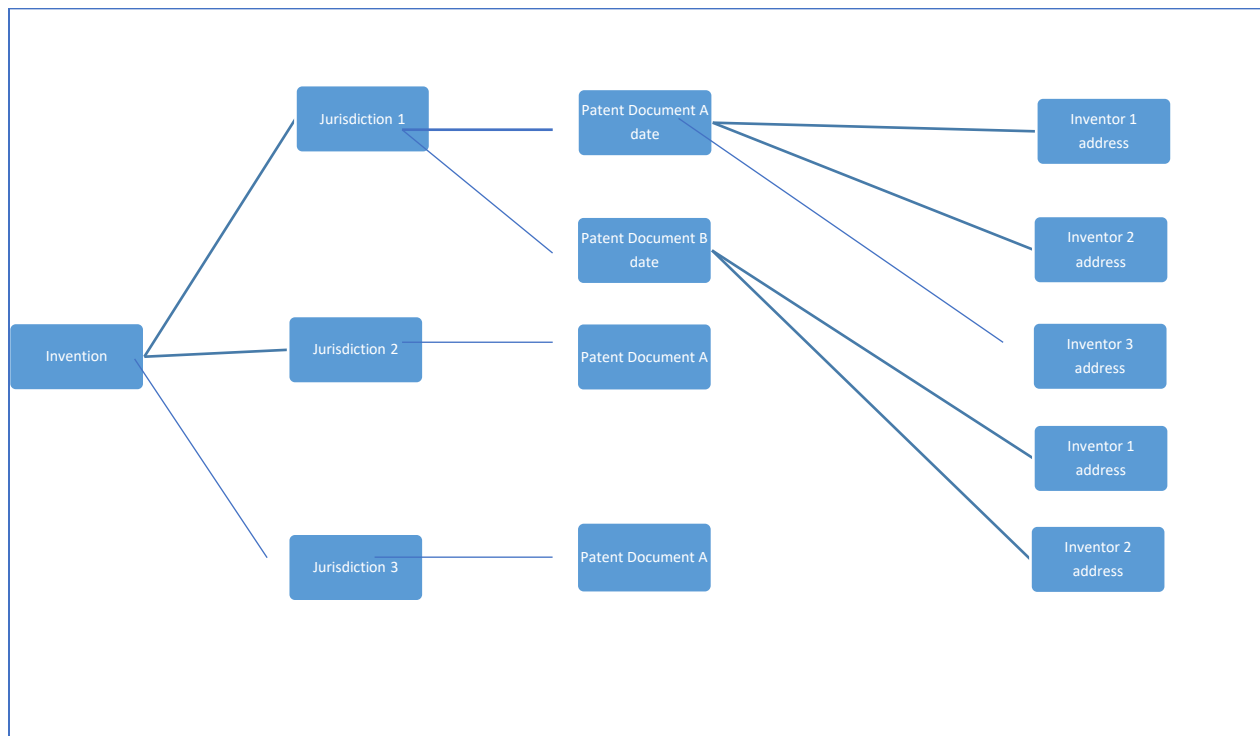 Invention
Jurisdiction 1
Jurisdiction 2
Jurisdiction 3
Patent Document A
date
Patent Document B
date
Patent Document A
Patent Document A
Inventor 1
address
Inventor 2
address
Inventor 3
address
Inventor 1
address
Inventor 2
address